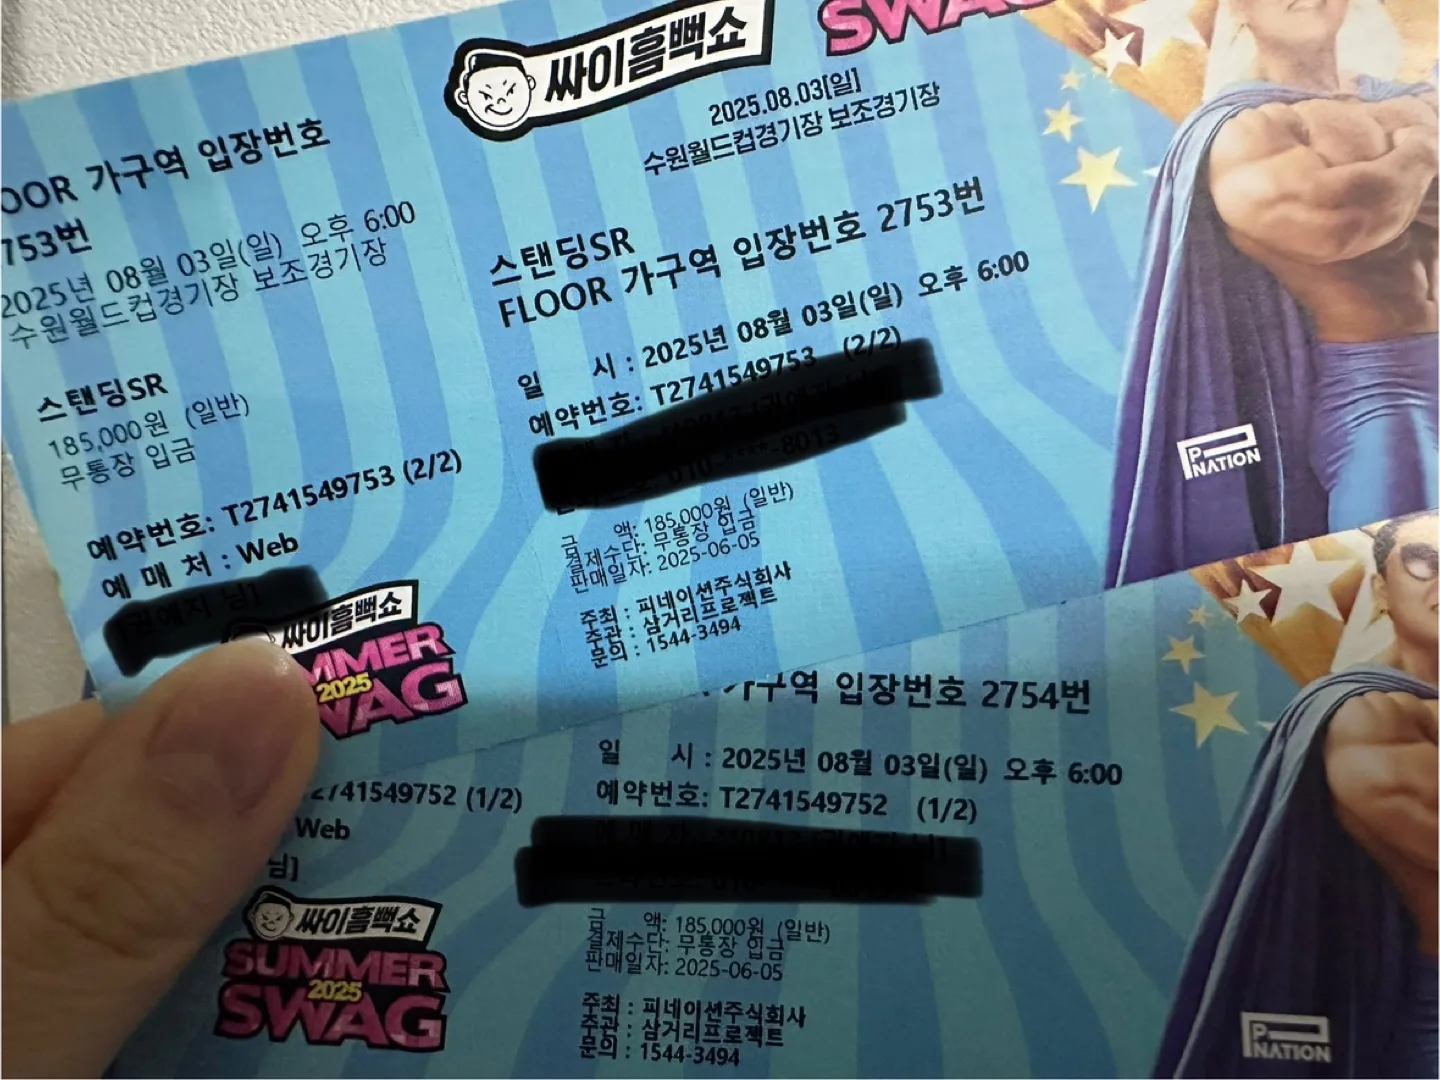 싸이흠뻑쇼
SWAG
2025.08.03[일]
수원월드컵경기장 보조경기장
OOR 가구역 입장번호
753번
2025년 08월 03일(일) 오후 6:00
수원월드컵경기장 보조경기장
스탠딩SR
185,000원 (일반)
무통장 입금
예약번호: T2741549753 (2/2)
예 매 처 : Web
싸이흠뻑쇼
MMER
2025
WAG
스탠딩SR
FLOOR 가구역 입장번호 2753번
일 시 : 2025년 08월 03일(일) 오후 6:00
예약번호: T2741549753 (2/2)
금 액: 185,000원 (일반)
결제수단: 무통장 입금
판매일자: 2025-06-05
주최 : 피네이션주식회사
주관 : 삼거리프로젝트
문의 : 1544-3494
P NATION
가구역 입장번호 2754번
일 시 : 2025년 08월 03일(일) 오후 6:00
예약번호: T2741549752 (1/2)
금 액: 185,000원 (일반)
결제수단: 무통장 입금
판매일자: 2025-06-05
주최 : 피네이션주식회사
주관 : 삼거리프로젝트
문의 : 1544-3494
2741549752 (1/2)
Web
님]
싸이흠뻑쇼
SUMMER
2025
SWAG
P NATION